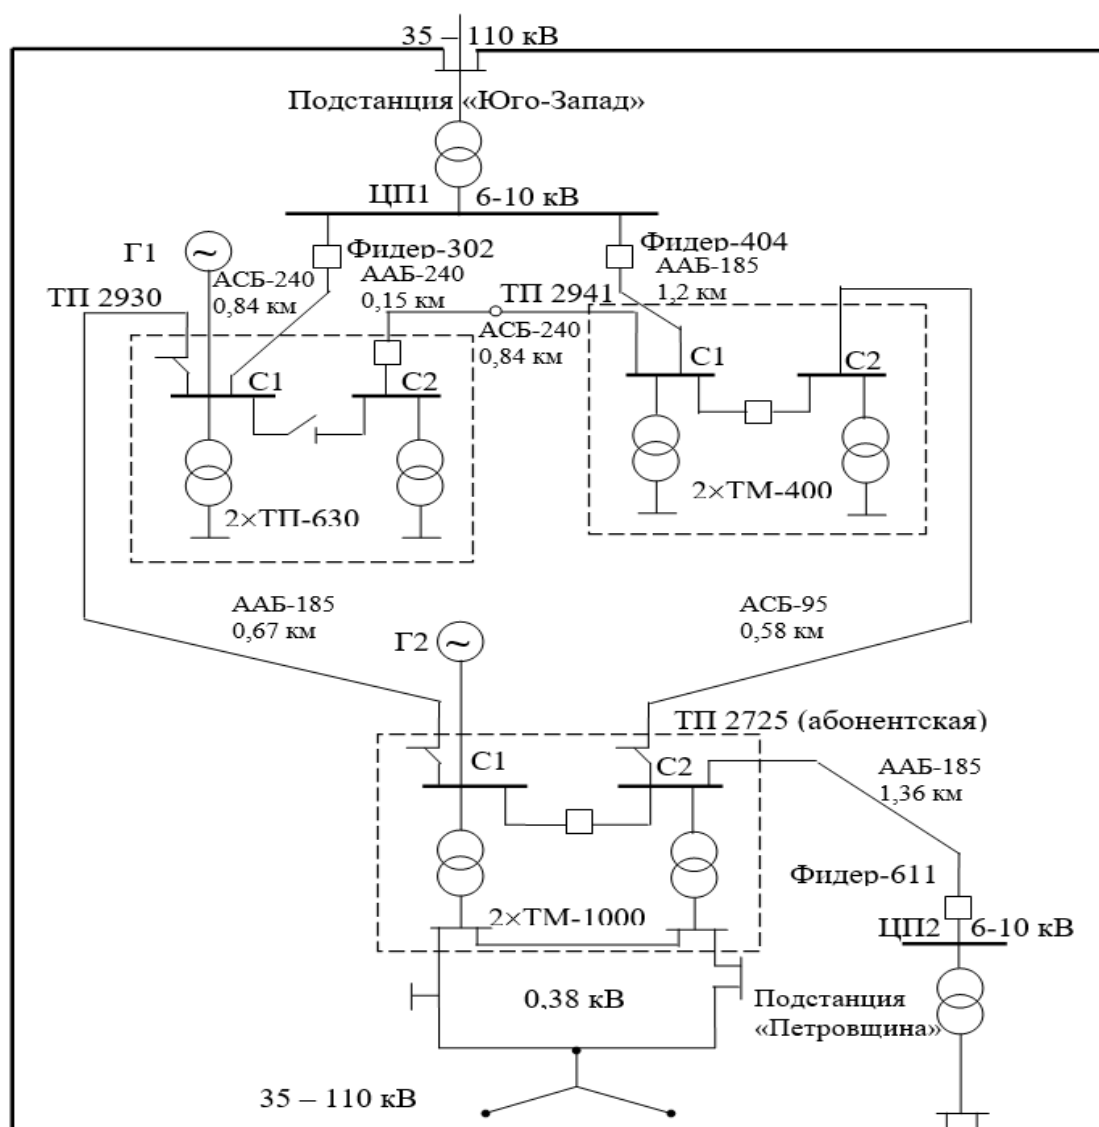 35 – 110 кВ
Подстанция «Юго-Запад»
ЦП1
6-10 кВ
Г1
~
Фидер-302
Фидер-404
АСБ-240
0,84 км
ААБ-240
0,15 км
ААБ-185
1,2 км
ТП 2930
ТП 2941
АСБ-240
0,84 км
С1
С2
С1
С2
2×ТП-630
2×ТМ-400
ААБ-185
0,67 км
АСБ-95
0,58 км
Г2
~
ТП 2725 (абонентская)
С1
С2
ААБ-185
1,36 км
Фидер-611
2×ТМ-1000
ЦП2
6-10 кВ
0,38 кВ
Подстанция
«Петровщина»
35 – 110 кВ